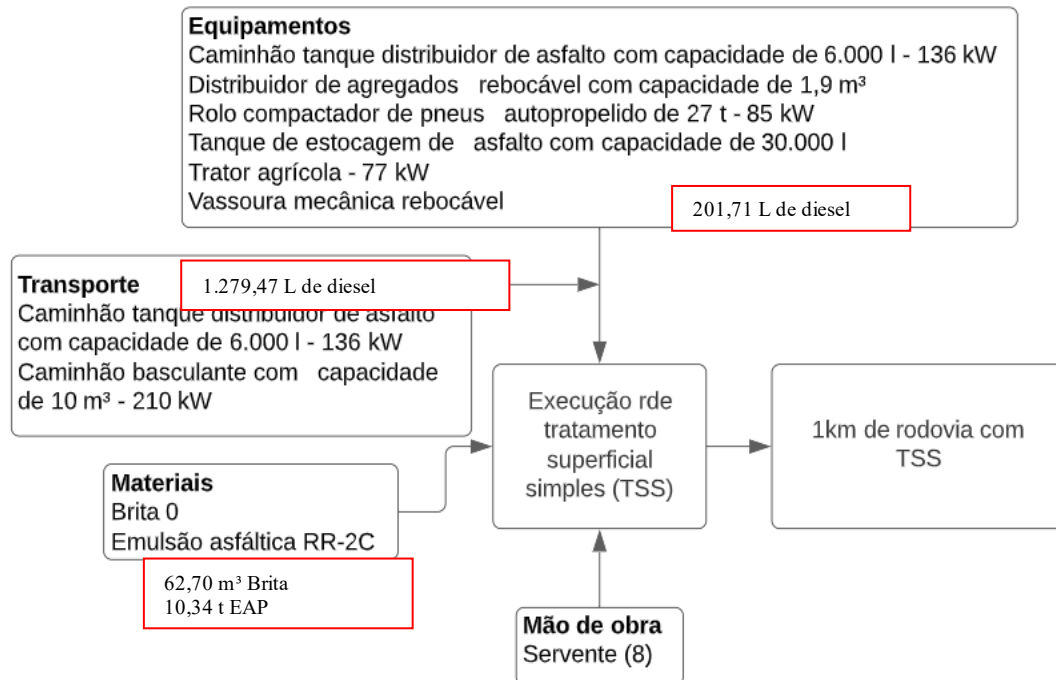 Equipamentos
Caminhão tanque distribuidor de asfalto com capacidade de 6.000 l - 136 kW
Distribuidor de agregados rebocável com capacidade de 1,9 m³
Rolo compactador de pneus autopropelido de 27 t - 85 kW
Tanque de estocagem de asfalto com capacidade de 30.000 l
Trator agrícola - 77 kW
Vassoura mecânica rebocável
201,71 L de diesel
Transporte
1.279,47 L de diesel
Caminhão tanque distribuidor de asfalto
com capacidade de 6.000 l - 136 kW
Caminhão basculante com capacidade
de 10 m³ - 210 kW
Execução rde
tratamento
superficial
simples (TSS)
1km de rodovia com
TSS
Materiais
Brita 0
Emulsão asfáltica RR-2C
62,70 m³ Brita
10,34 t EAP
Mão de obra
Servente (8)